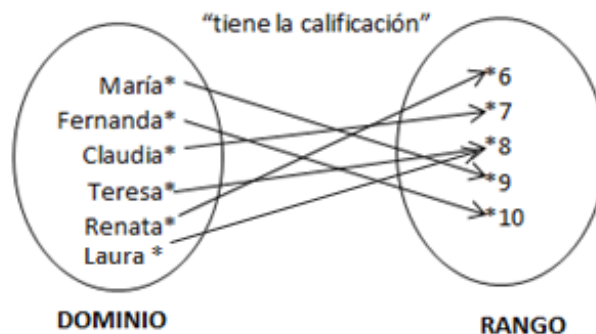 “tiene la calificación”
María*
Fernanda*
Claudia*
Teresa*
Renata*
Laura *
*6
*7
*8
*9
*10
DOMINIO
RANGO